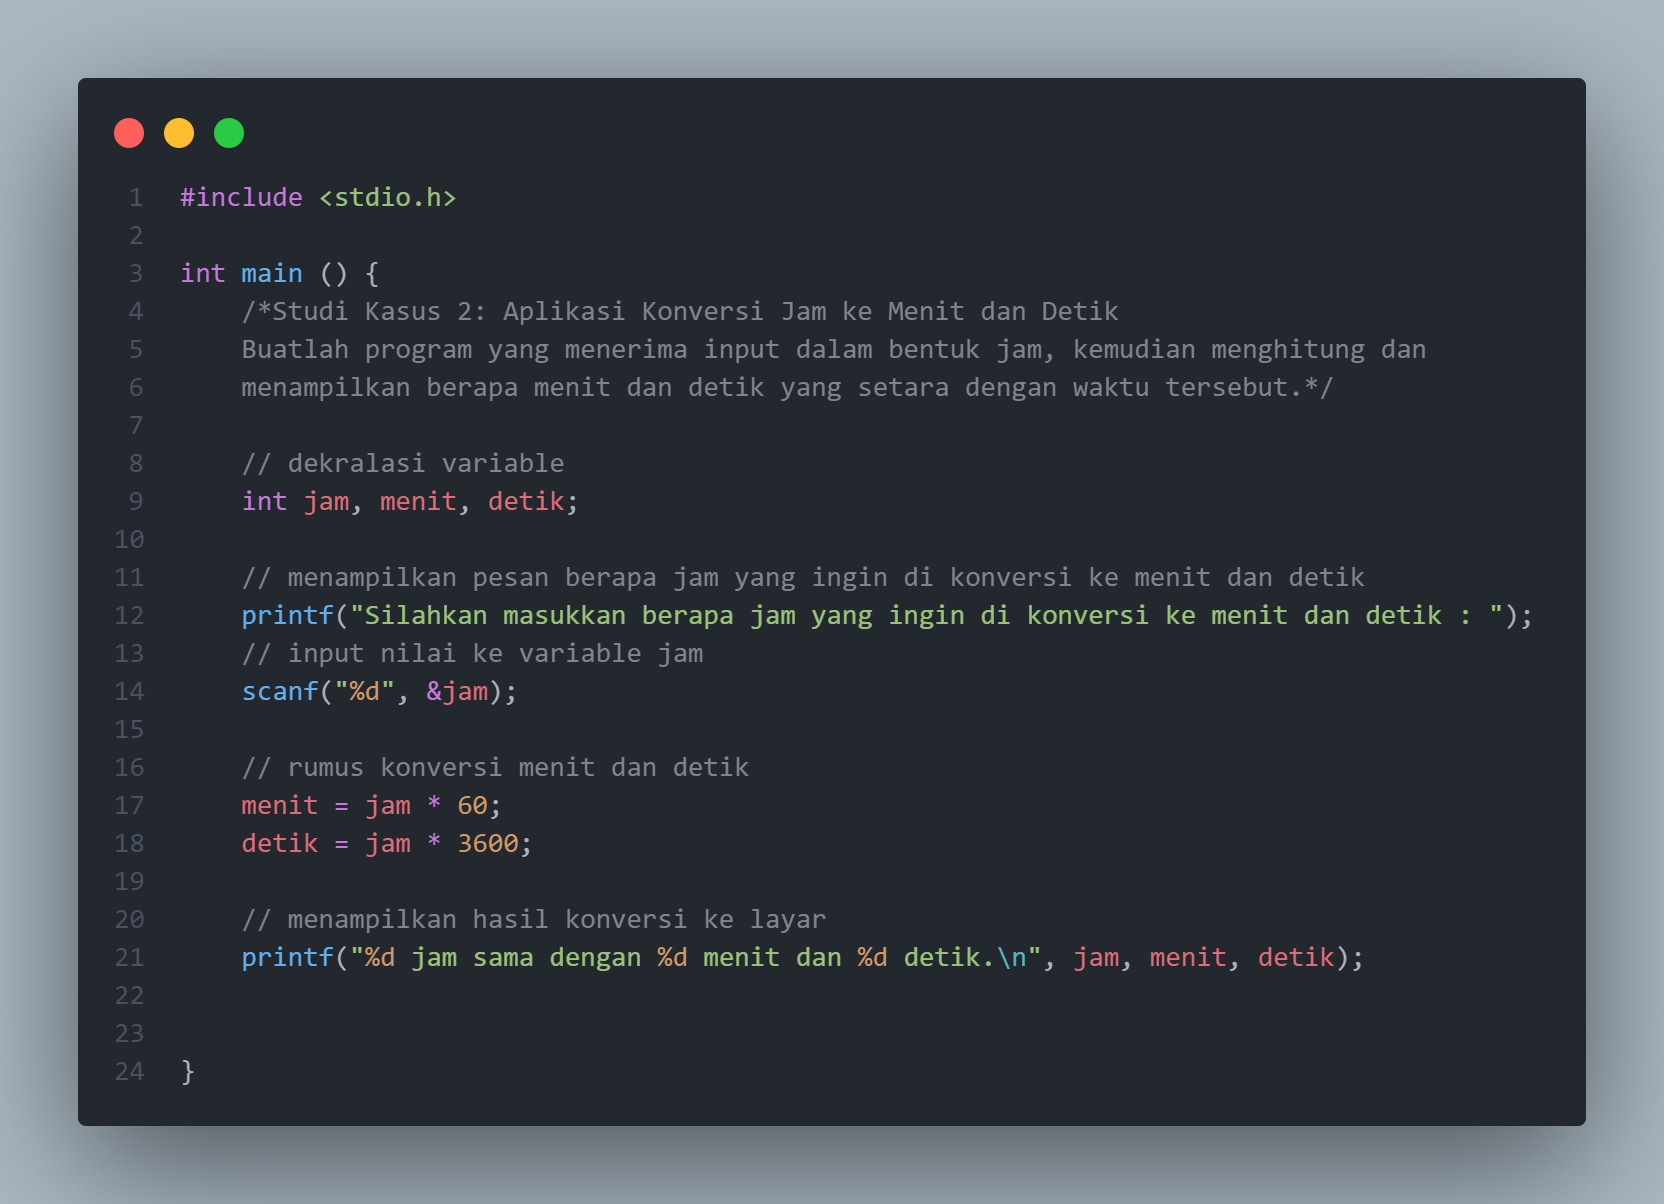 1 #include <stdio.h>
2
3 int main () {
4     /*Studi Kasus 2: Aplikasi Konversi Jam ke Menit dan Detik
5     Buatlah program yang menerima input dalam bentuk jam, kemudian menghitung dan
6     menampilkan berapa menit dan detik yang setara dengan waktu tersebut.*/
7
8     // dekralasi variable
9     int jam, menit, detik;
10
11     // menampilkan pesan berapa jam yang ingin di konversi ke menit dan detik
12     printf("Silahkan masukkan berapa jam yang ingin di konversi ke menit dan detik : ");
13     // input nilai ke variable jam
14     scanf("%d", &jam);
15
16     // rumus konversi menit dan detik
17     menit = jam * 60;
18     detik = jam * 3600;
19
20     // menampilkan hasil konversi ke layar
21     printf("%d jam sama dengan %d menit dan %d detik.\n", jam, menit, detik);
22
23
24 }